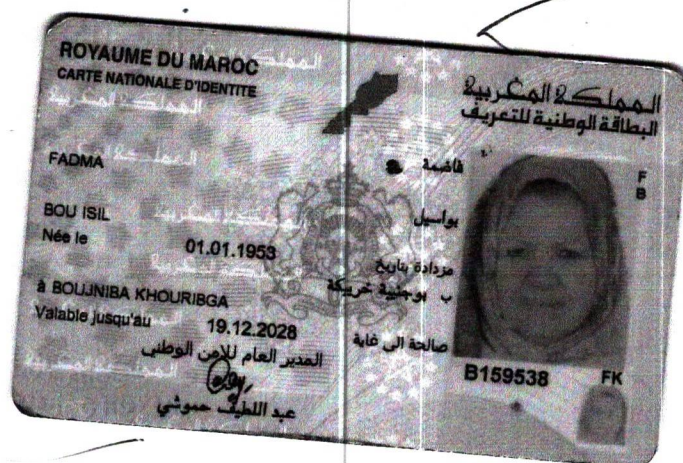 ROYAUME DU MAROC
CARTE NATIONALE D'IDENTITE
المملكة المغربية
البطاقة الوطنية للتعريف
FADMA
فاضمة
F
B
BOU ISIL
بواسيل
Née le
01.01.1953
مزدادة بتاريخ
à BOUJNIBA KHOURIBGA
ب بوجنيبة خريبكة
Valable jusqu'au
19.12.2028
صالحة إلى غاية
المدير العام للأمن الوطني
عبد اللطيف حموشي
B159538
FK